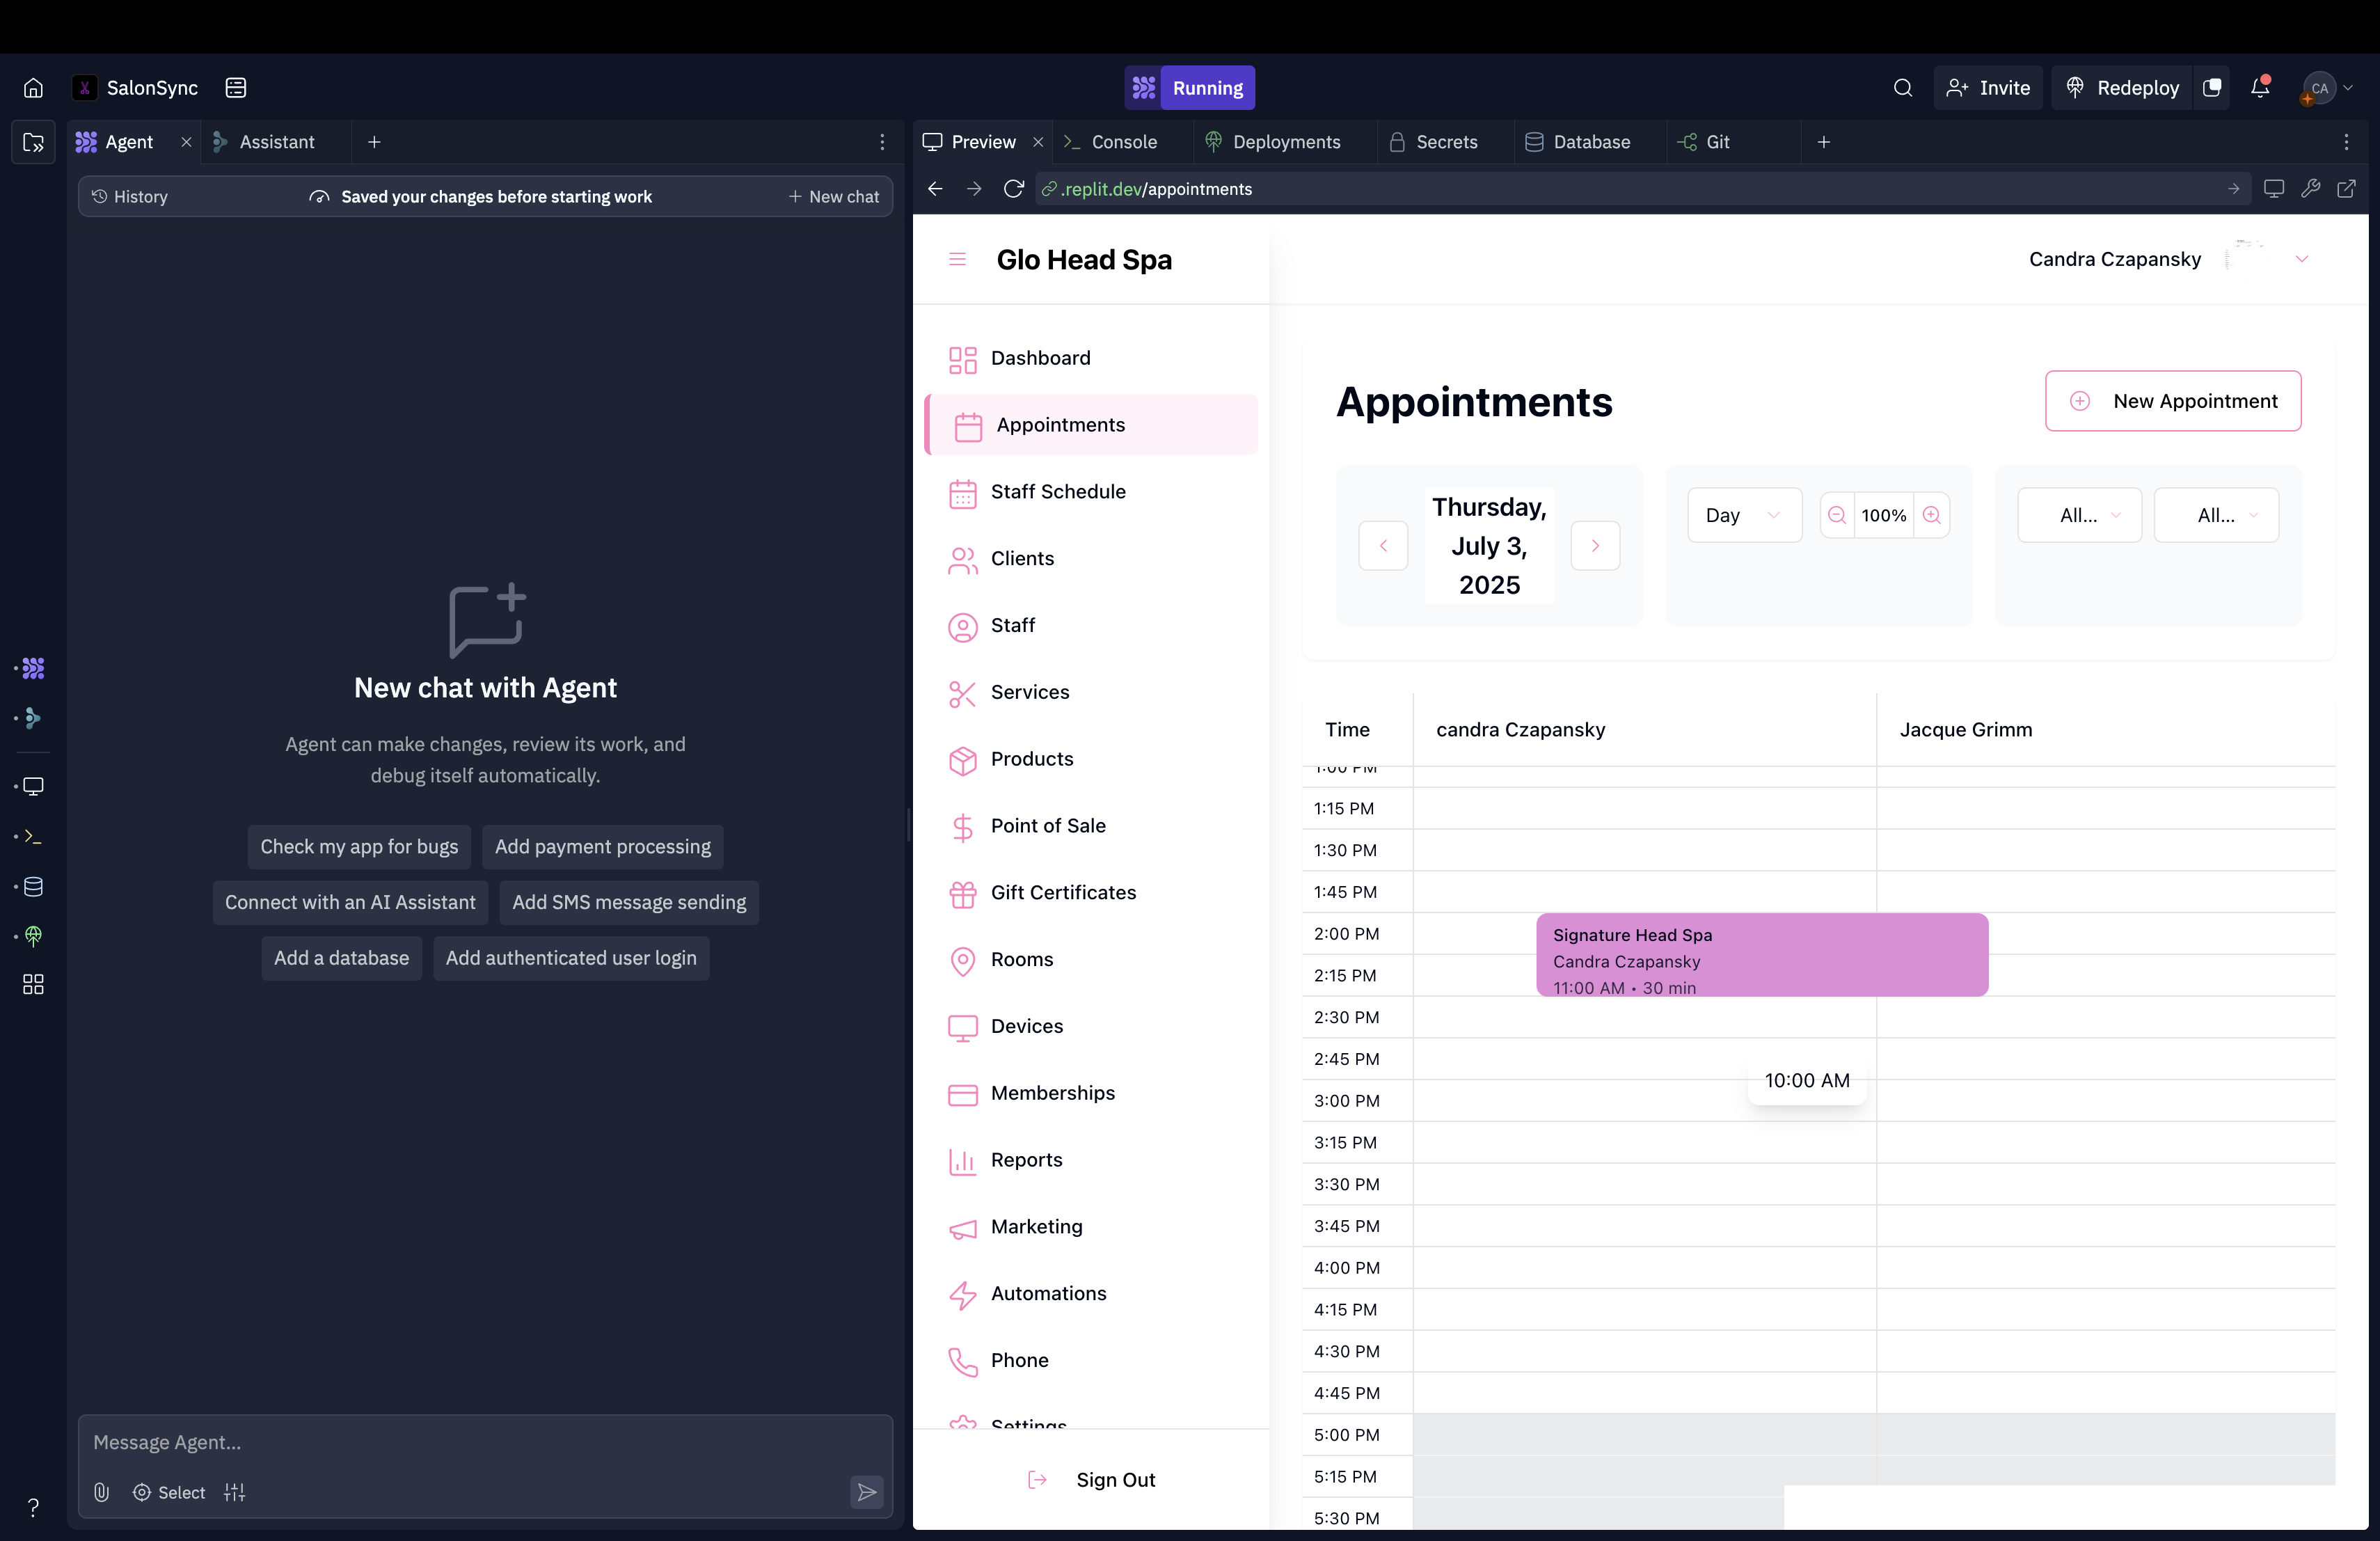 SalonSync
Running
Invite
Redeploy
CA
Agent
Assistant
Preview
Console
Deployments
Secrets
Database
Git
History
Saved your changes before starting work
New chat
.replit.dev/appointments
New chat with Agent
Agent can make changes, review its work, and
debug itself automatically.
Check my app for bugs
Add payment processing
Connect with an AI Assistant
Add SMS message sending
Add a database
Add authenticated user login
Message Agent...
Select
?
Glo Head Spa
Candra Czapansky
Dashboard
Appointments
Staff Schedule
Clients
Staff
Services
Products
Point of Sale
Gift Certificates
Rooms
Devices
Memberships
Reports
Marketing
Automations
Phone
Settings
Sign Out
Appointments
New Appointment
Thursday,
July 3,
2025
Day
100%
All...
All...
Time
candra Czapansky
Jacque Grimm
1:00 PM
1:15 PM
1:30 PM
1:45 PM
2:00 PM
2:15 PM
2:30 PM
2:45 PM
3:00 PM
3:15 PM
3:30 PM
3:45 PM
4:00 PM
4:15 PM
4:30 PM
4:45 PM
5:00 PM
5:15 PM
5:30 PM
Signature Head Spa
Candra Czapansky
11:00 AM • 30 min
10:00 AM